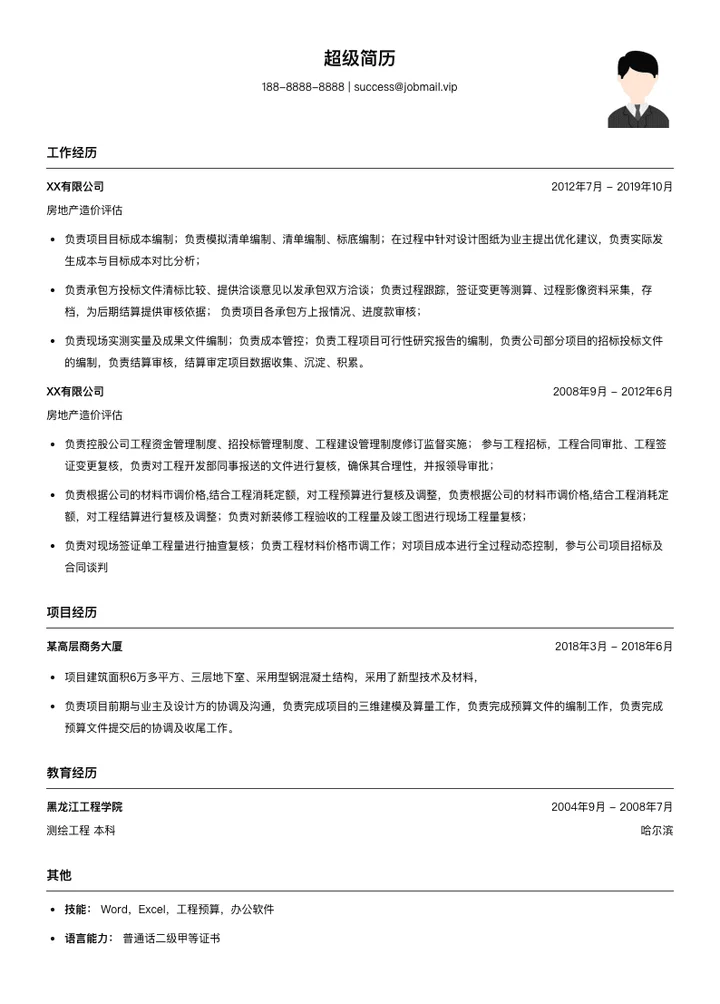 超级简历
188-8888-8888 | success@jobmail.vip
工作经历
XX有限公司 2012年7月 – 2019年10月
房地产造价评估
• 负责项目目标成本编制；负责模拟清单编制、清单编制、标底编制；在过程中针对设计图纸为业主提出优化建议，负责实际发
生成本与目标成本对比分析；
• 负责承包方投标文件清标比较、提供洽谈意见以发承包双方洽谈；负责过程跟踪，签证变更等测算、过程影像资料采集，存
档，为后期结算提供审核依据； 负责项目各承包方上报情况、进度款审核；
• 负责现场实测实量及成果文件编制；负责成本管控；负责工程项目可行性研究报告的编制，负责公司部分项目的招标投标文件
的编制，负责结算审核，结算审定项目数据收集、沉淀、积累。
XX有限公司 2008年9月 – 2012年6月
房地产造价评估
• 负责控股公司工程资金管理制度、招投标管理制度、工程建设管理制度修订监督实施； 参与工程招标，工程合同审批、工程签
证变更复核，负责对工程开发部同事报送的文件进行复核，确保其合理性，并报领导审批；
• 负责根据公司的材料市调价格,结合工程消耗定额，对工程预算进行复核及调整，负责根据公司的材料市调价格,结合工程消耗定
额，对工程结算进行复核及调整；负责对新装修工程验收的工程量及竣工图进行现场工程量复核；
• 负责对现场签证单工程量进行抽查复核；负责工程材料价格市调工作；对项目成本进行全过程动态控制，参与公司项目招标及
合同谈判
项目经历
某高层商务大厦 2018年3月 – 2018年6月
• 项目建筑面积6万多平方、三层地下室、采用型钢混凝土结构，采用了新型技术及材料，
• 负责项目前期与业主及设计方的协调及沟通，负责完成项目的三维建模及算量工作，负责完成预算文件的编制工作，负责完成
预算文件提交后的协调及收尾工作。
教育经历
黑龙江工程学院 2004年9月 – 2008年7月
测绘工程 本科 哈尔滨
其他
• 技能： Word，Excel，工程预算，办公软件
• 语言能力： 普通话二级甲等证书